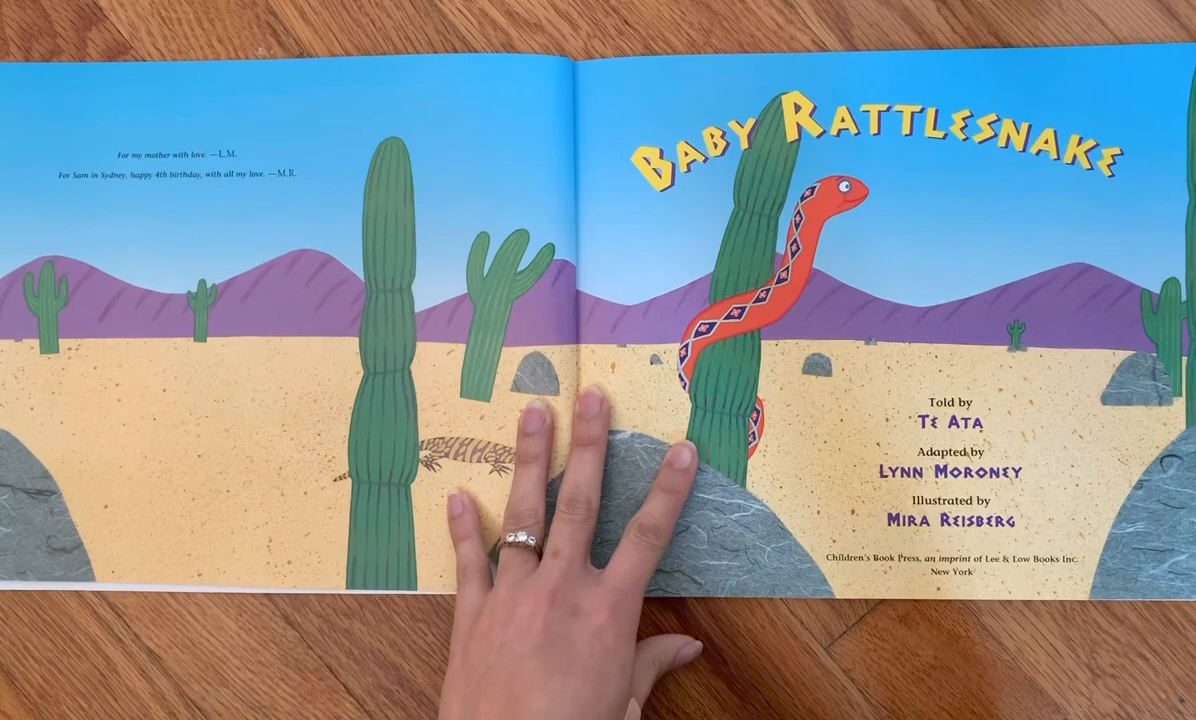 For my mother with love. —L.M.
For Sam in Sydney, happy 4th birthday, with all my love. —M.R.
BABY RATTLESNAKE
Told by
TE ATA
Adapted by
LYNN MORONEY
Illustrated by
MIRA REISBERG
Children's Book Press, an imprint of Lee & Low Books Inc.
New York